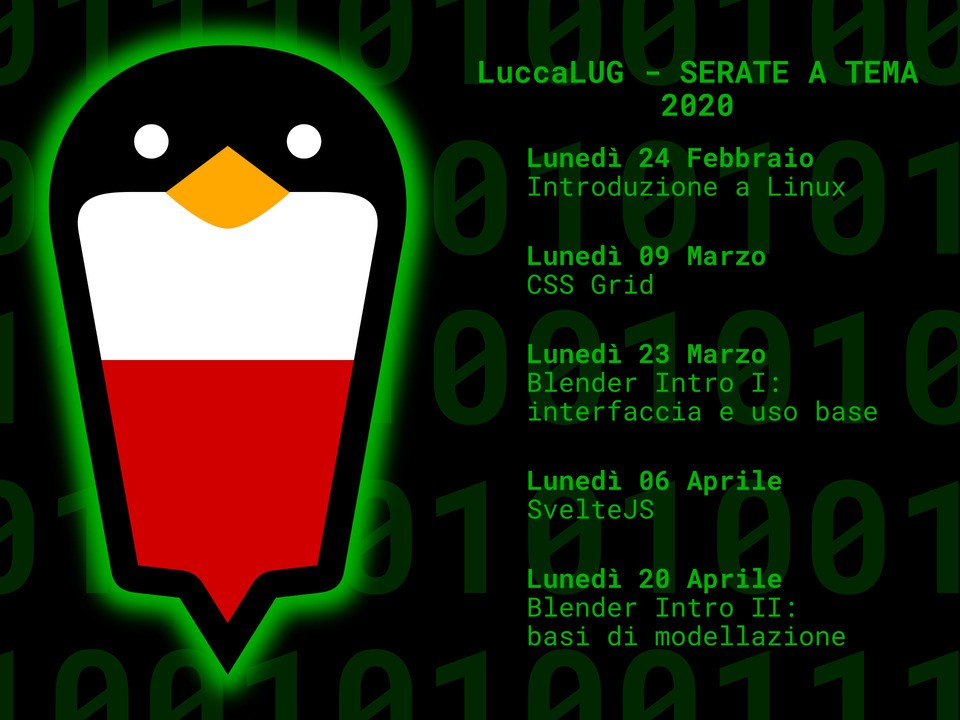 LuccaLUG - SERATE A TEMA
2020
Lunedì 24 Febbraio
Introduzione a Linux
Lunedì 09 Marzo
CSS Grid
Lunedì 23 Marzo
Blender Intro I:
interfaccia e uso base
Lunedì 06 Aprile
SvelteJS
Lunedì 20 Aprile
Blender Intro II:
basi di modellazione